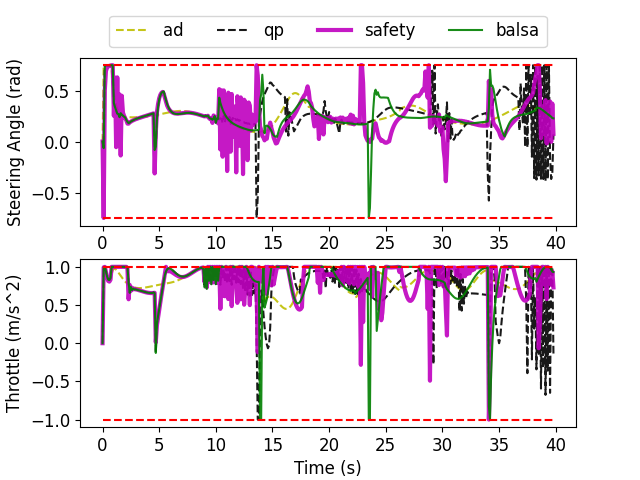 ad qp safety balsa
Steering Angle (rad)
0.5
0.0
−0.5
0 5 10 15 20 25 30 35 40
Throttle (m/s^2)
1.0
0.5
0.0
−0.5
−1.0
0 5 10 15 20 25 30 35 40
Time (s)